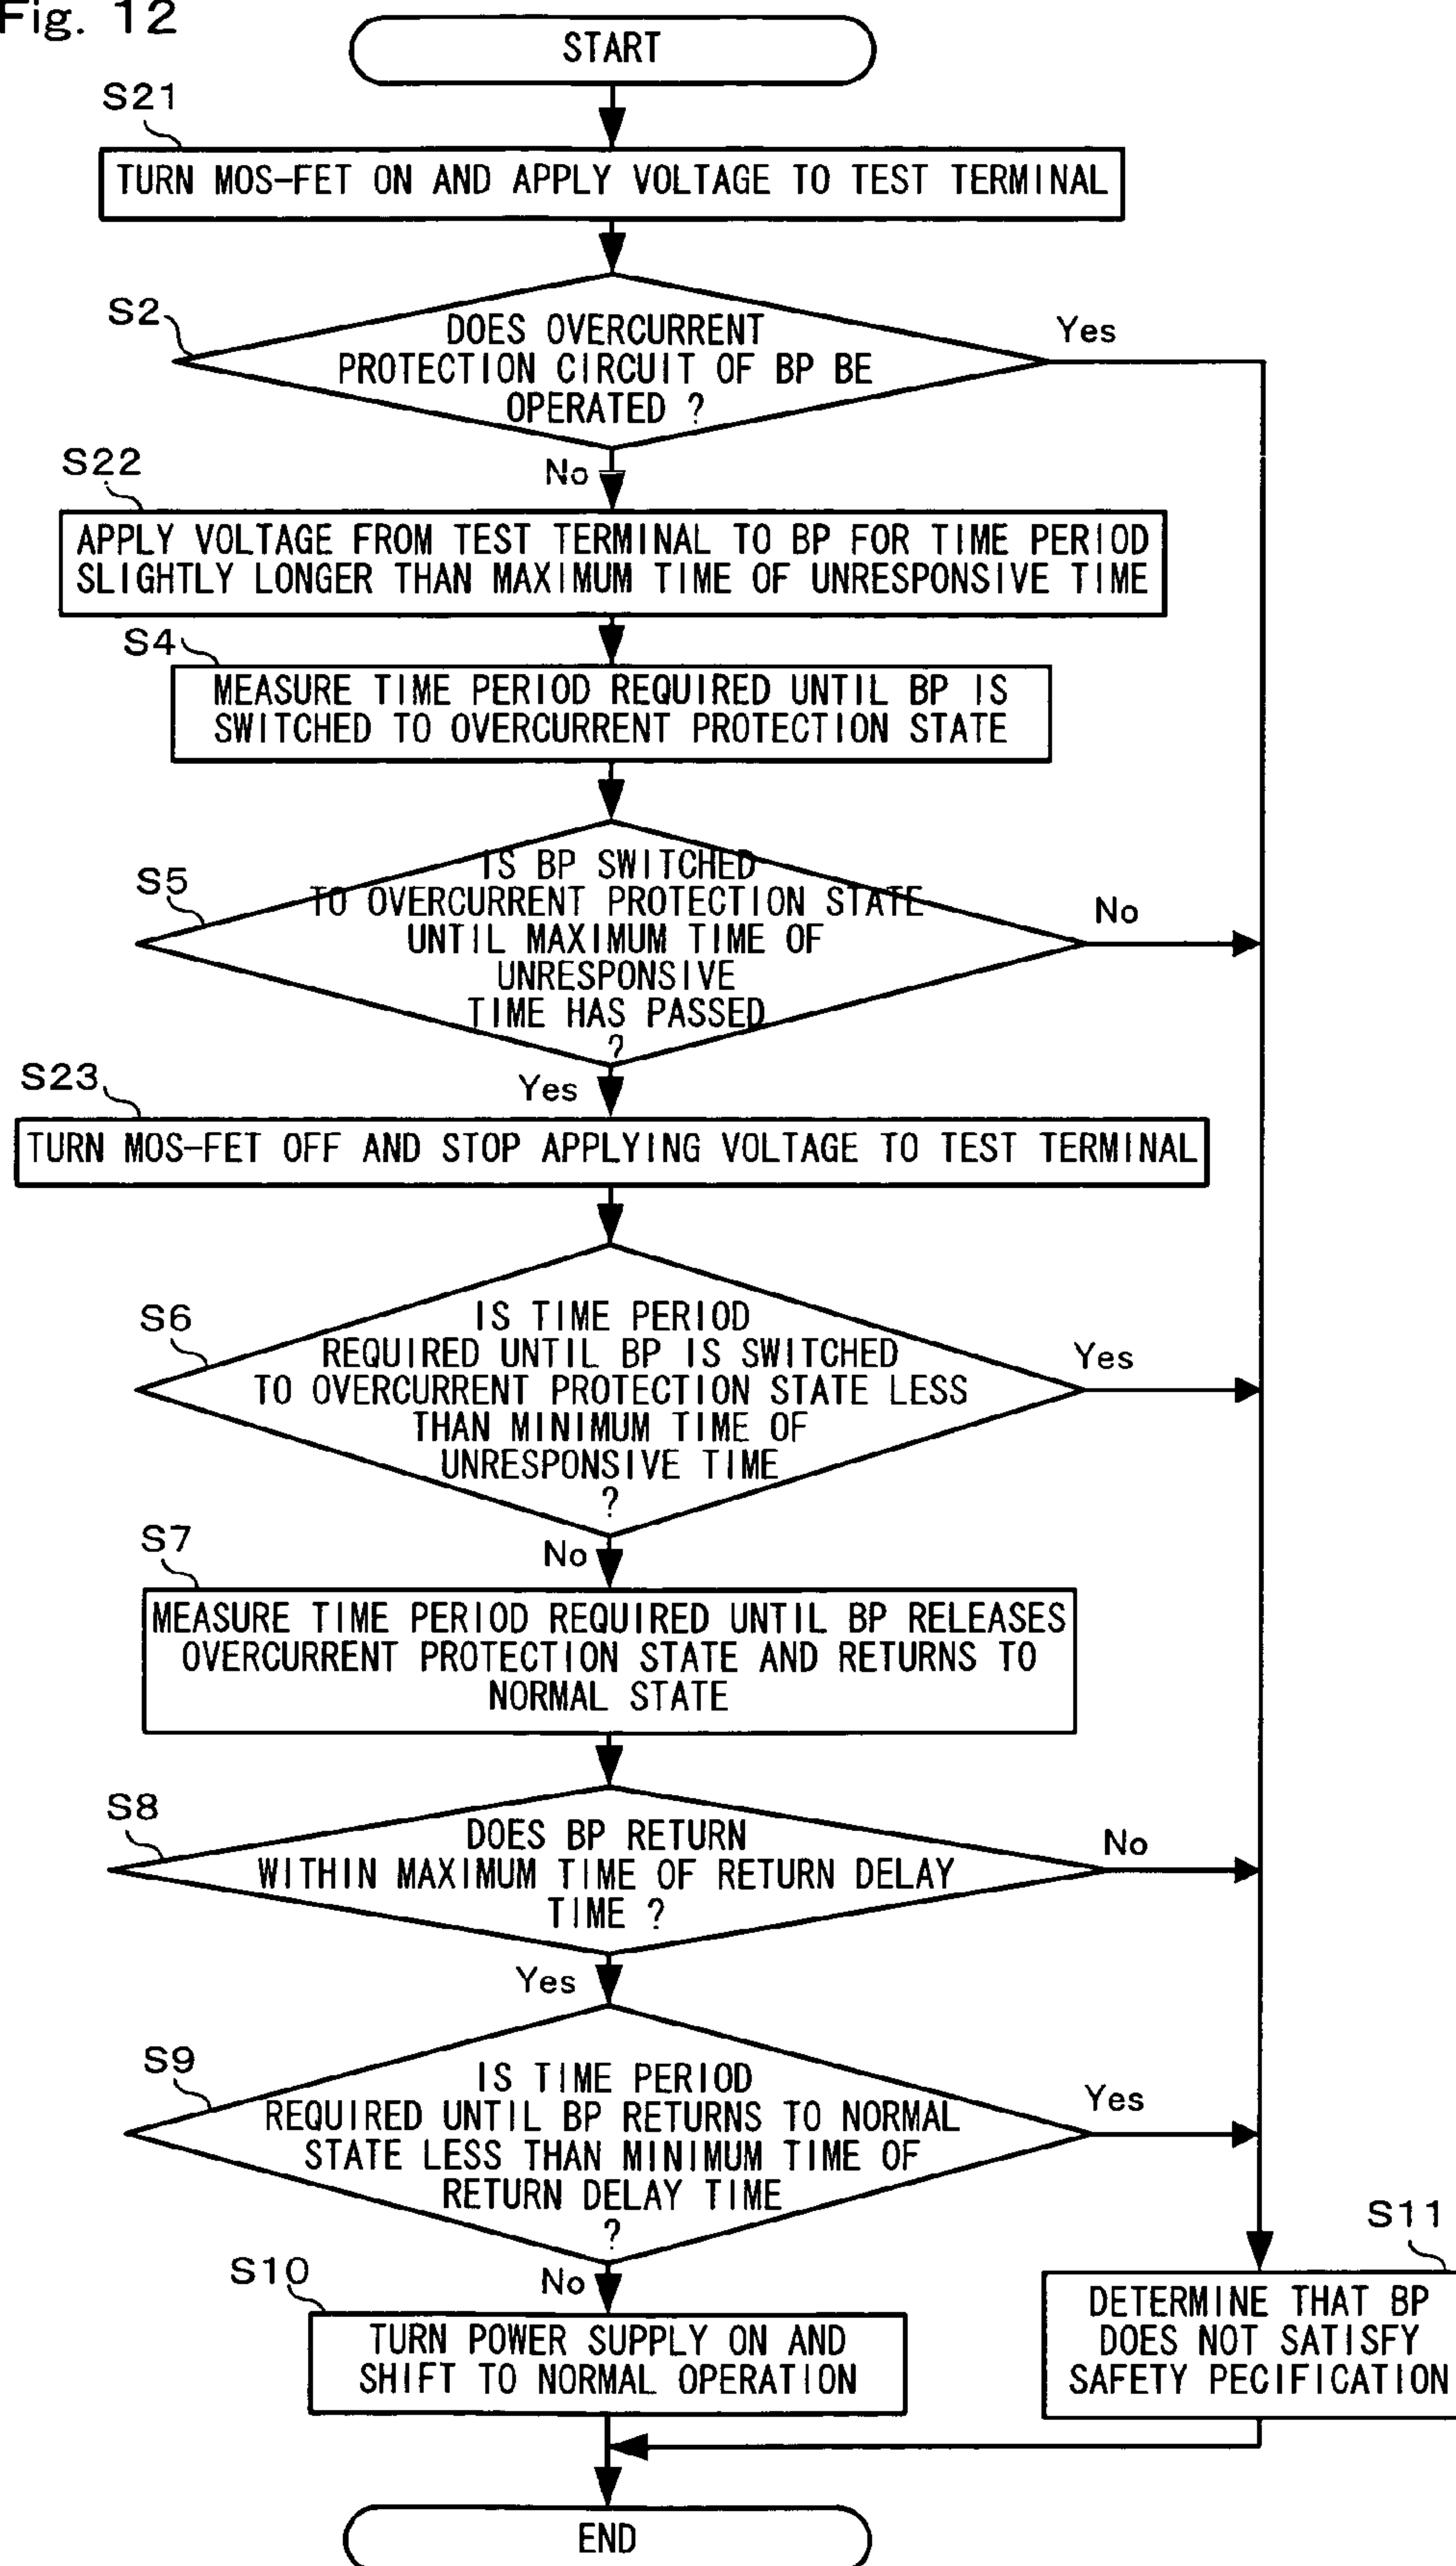 Fig. 12
START
S21
TURN MOS-FET ON AND APPLY VOLTAGE TO TEST TERMINAL
S2
DOES OVERCURRENT
PROTECTION CIRCUIT OF BP BE
OPERATED ?
Yes
No
S22
APPLY VOLTAGE FROM TEST TERMINAL TO BP FOR TIME PERIOD
SLIGHTLY LONGER THAN MAXIMUM TIME OF UNRESPONSIVE TIME
S4
MEASURE TIME PERIOD REQUIRED UNTIL BP IS
SWITCHED TO OVERCURRENT PROTECTION STATE
S5
IS BP SWITCHED
TO OVERCURRENT PROTECTION STATE
UNTIL MAXIMUM TIME OF
UNRESPONSIVE
TIME HAS PASSED
?
No
Yes
S23
TURN MOS-FET OFF AND STOP APPLYING VOLTAGE TO TEST TERMINAL
S6
IS TIME PERIOD
REQUIRED UNTIL BP IS SWITCHED
TO OVERCURRENT PROTECTION STATE LESS
THAN MINIMUM TIME OF
UNRESPONSIVE TIME
?
Yes
No
S7
MEASURE TIME PERIOD REQUIRED UNTIL BP RELEASES
OVERCURRENT PROTECTION STATE AND RETURNS TO
NORMAL STATE
S8
DOES BP RETURN
WITHIN MAXIMUM TIME OF RETURN DELAY
TIME ?
No
Yes
S9
IS TIME PERIOD
REQUIRED UNTIL BP RETURNS TO NORMAL
STATE LESS THAN MINIMUM TIME OF
RETURN DELAY TIME
?
Yes
No
S10
TURN POWER SUPPLY ON AND
SHIFT TO NORMAL OPERATION
S11
DETERMINE THAT BP
DOES NOT SATISFY
SAFETY PECIFICATION
END